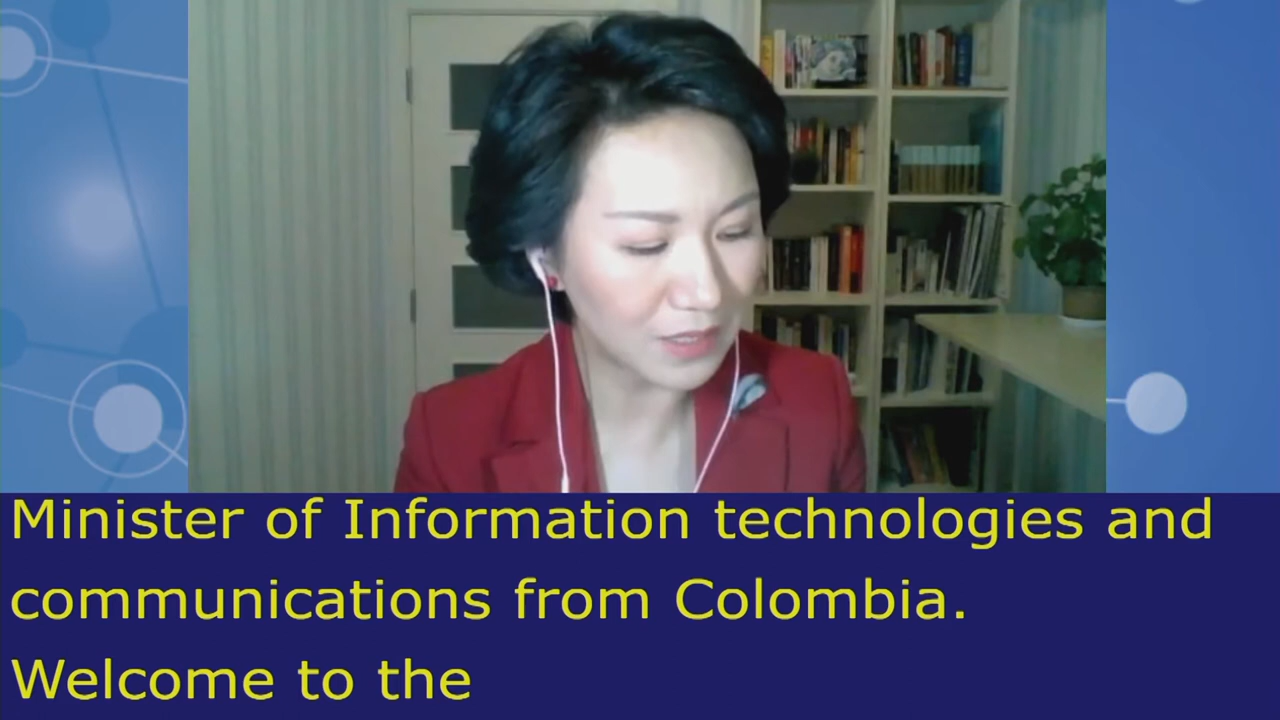 Minister of Information technologies and
communications from Colombia.
Welcome to the